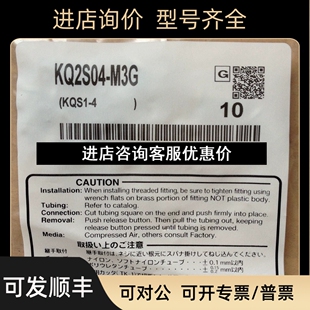 进店询价 型号齐全
KQ2S04-M3G
(KQS1-4 )
G
10
进店咨询客服优惠价
CAUTION
Installation: When installing threaded fitting, be sure to tighten fitting using
wrench flats on brass portion of fitting NOT plastic body.
Tubing: Refer to catalog.
Connection: Cut tubing square on the end and push firmly into place.
Removal: Push release button. Then pull the tubing out, keeping
release button pressed until tubing is removed.
Media: Compressed Air, others consult Factory.
取扱い上のご注意
可发顺丰
可对公 可开专票/普票